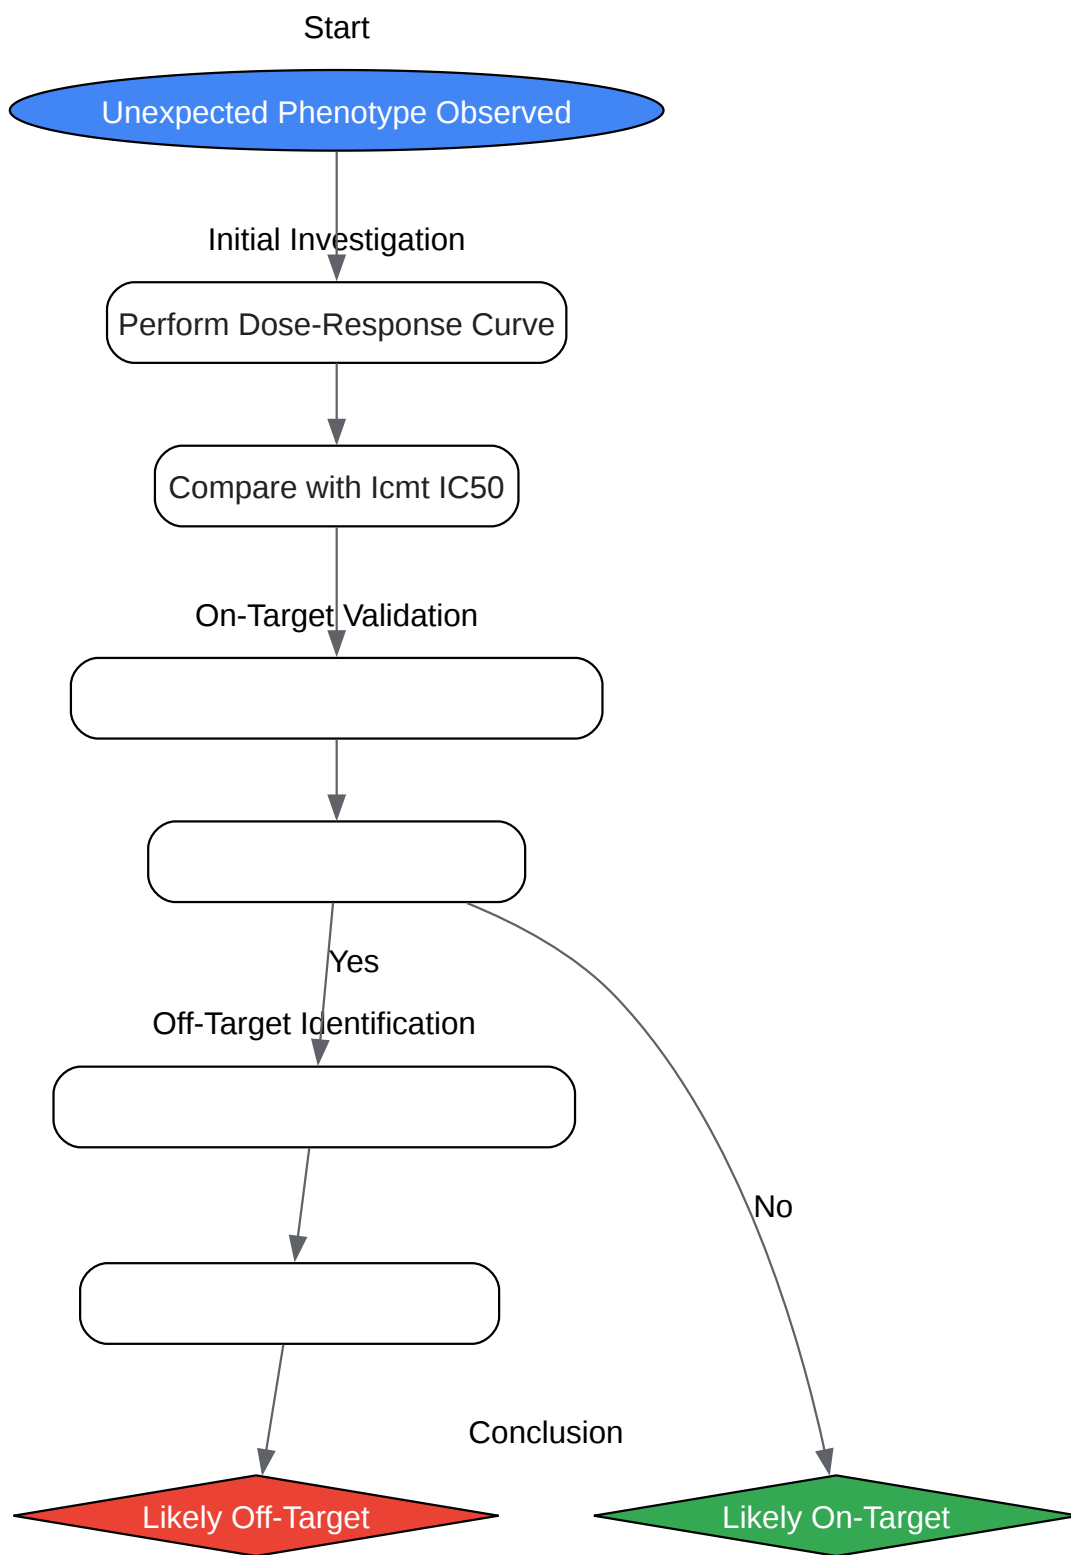 Start
Unexpected Phenotype Observed
Initial Investigation
Perform Dose-Response Curve
Compare with Icmt IC50
On-Target Validation
Yes
Off-Target Identification
No
Conclusion
Likely Off-Target
Likely On-Target